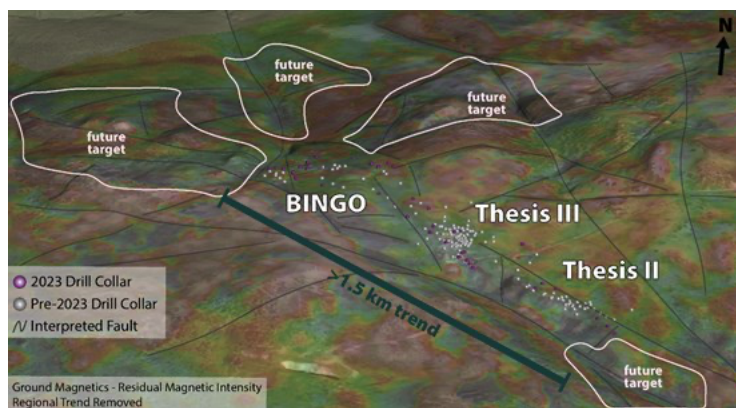 N
future
target
future
target
future
target
BINGO
Thesis III
Thesis II
>1.5 km trend
2023 Drill Collar
Pre-2023 Drill Collar
Interpreted Fault
future
target
Ground Magnetics - Residual Magnetic Intensity
Regional Trend Removed